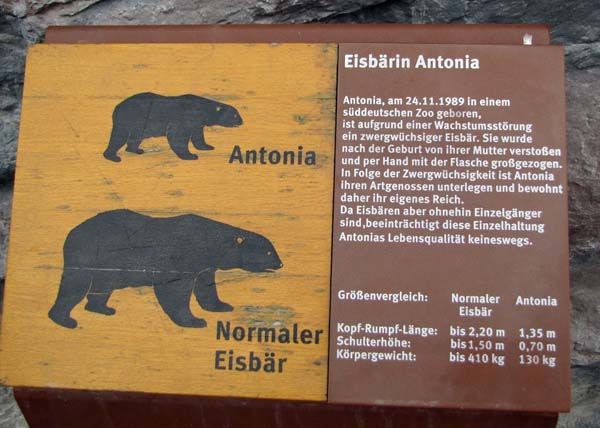 Antonia
Normaler
Eisbär
Eisbärin Antonia
Antonia, am 24.11.1989 in einem
süddeutschen Zoo geboren,
ist aufgrund einer Wachstumsstörung
ein zwergwüchsiger Eisbär. Sie wurde
nach der Geburt von ihrer Mutter verstoßen
und per Hand mit der Flasche großgezogen.
In Folge der Zwergwüchsigkeit ist Antonia
ihren Artgenossen unterlegen und bewohnt
daher ihr eigenes Reich.
Da Eisbären aber ohnehin Einzelgänger
sind,beeinträchtigt diese Einzelhaltung
Antonias Lebensqualität keineswegs.
Größenvergleich: Normaler Antonia
Eisbär
Kopf-Rumpf-Länge: bis 2,20 m 1,35 m
Schulterhöhe: bis 1,50 m 0,70 m
Körpergewicht: bis 410 kg 130 kg